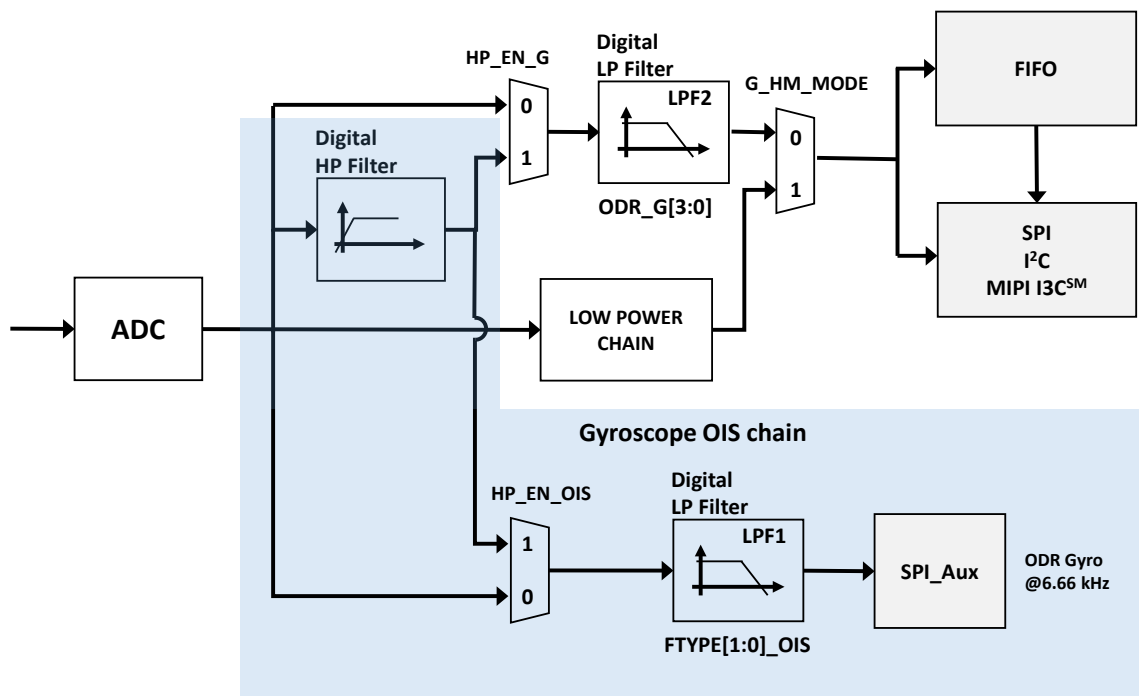 HP_EN_G
0
1
Digital
LP Filter
LPF2
ODR_G[3:0]
G_HM_MODE
0
1
FIFO
SPI
I²C
MIPI I3Cˢᴹ
Digital
HP Filter
ADC
LOW POWER
CHAIN
Gyroscope OIS chain
HP_EN_OIS
1
0
Digital
LP Filter
LPF1
FTYPE[1:0]_OIS
SPI_Aux
ODR Gyro
@6.66 kHz